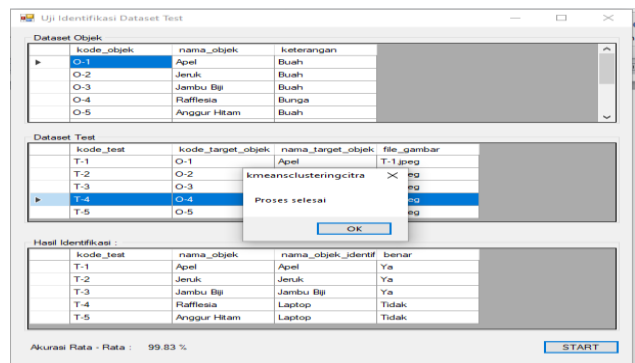 Uji Identifikasi Dataset Test
Dataset Objek
kode_objek nama_objek keterangan
O-1 Apel Buah
O-2 Jeruk Buah
O-3 Jambu Biji Buah
O-4 Rafflesia Bunga
O-5 Anggur Hitam Buah
Dataset Test
kode_test kode_target_objek nama_target_objek file_gambar
T-1 O-1 Apel T-1.jpeg
T-2 O-2 eg
T-3 O-3 eg
T-4 O-4 eg
T-5 O-5 eg
kmeansclusteringcitra
Proses selesai
OK
Hasil Identifikasi :
kode_test nama_objek nama_objek_identif benar
T-1 Apel Apel Ya
T-2 Jeruk Jeruk Ya
T-3 Jambu Biji Jambu Biji Ya
T-4 Rafflesia Laptop Tidak
T-5 Anggur Hitam Laptop Tidak
Akurasi Rata - Rata : 99.83 %
START